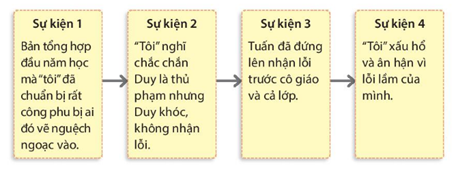 Sự kiện 1
Bản tổng hợp
đầu năm học
mà "tôi" đã
chuẩn bị rất
công phu bị ai
đó vẽ nguệch
ngoạc vào.
Sự kiện 2
"Tôi" nghĩ
chắc chắn
Duy là thủ
phạm nhưng
Duy khóc,
không nhận
lỗi.
Sự kiện 3
Tuấn đã đứng
lên nhận lỗi
trước cô giáo
và cả lớp.
Sự kiện 4
"Tôi" xấu hổ
và ân hận vì
lỗi lầm của
mình.